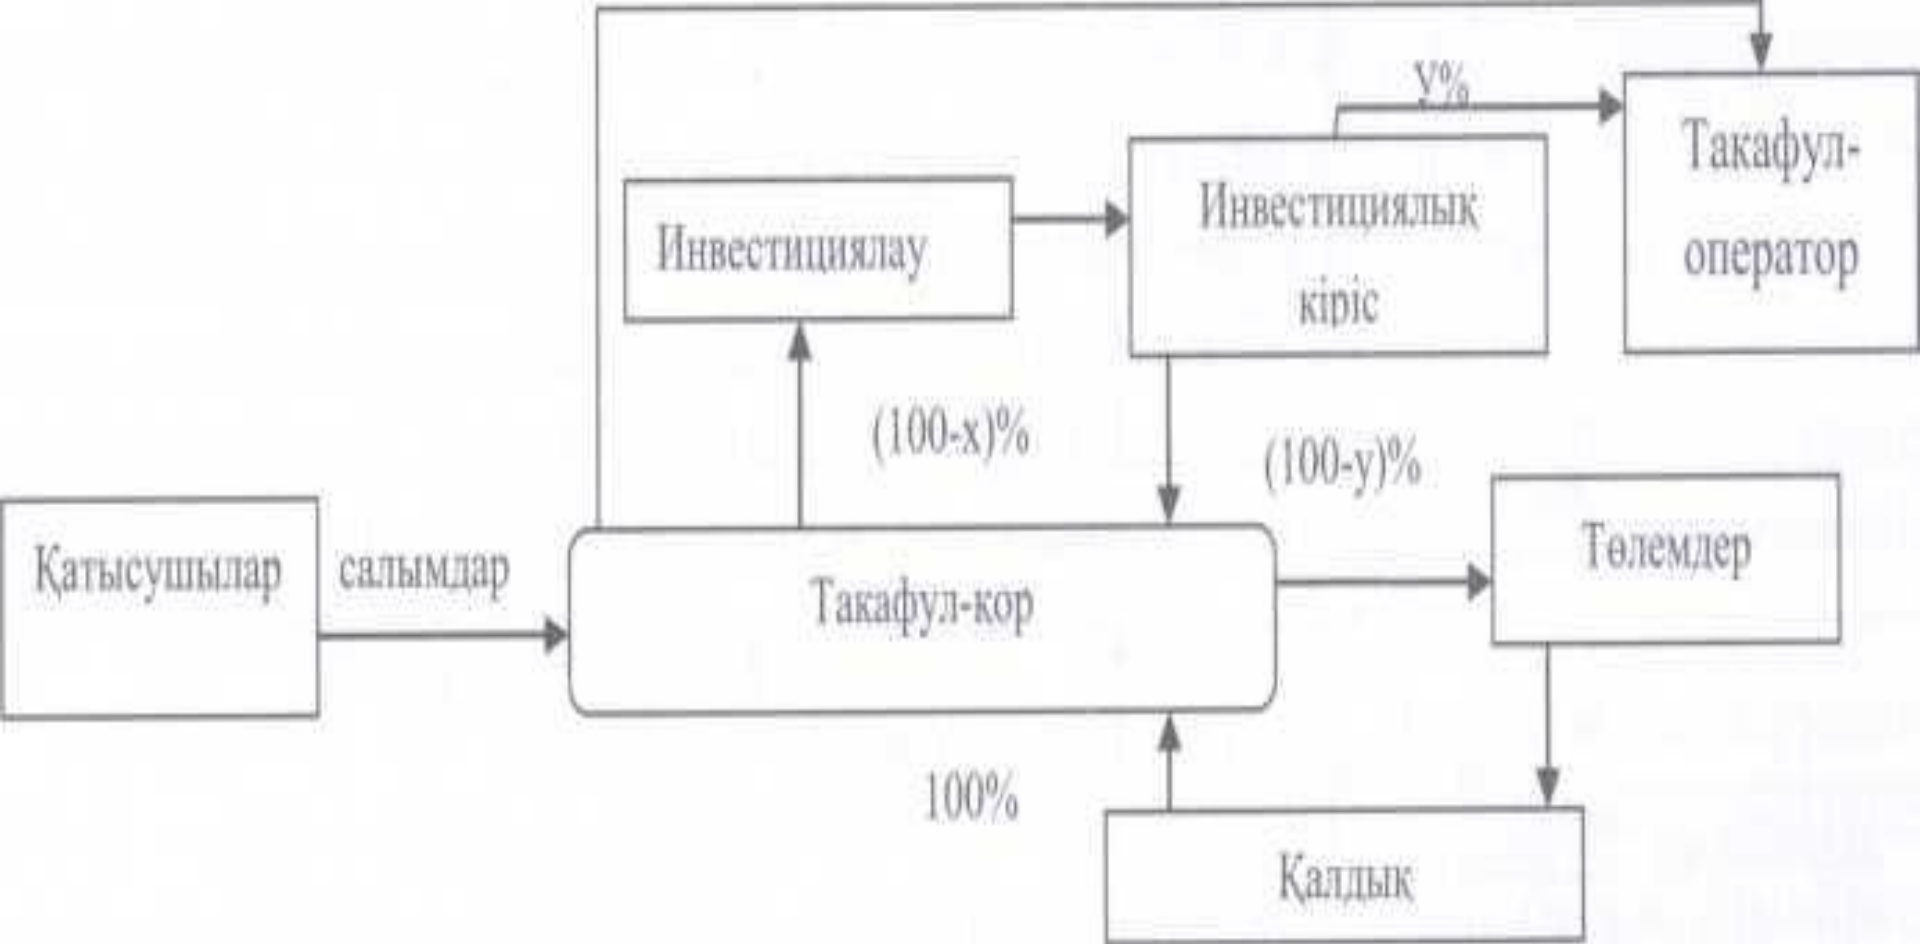 У%
Такафул-
оператор
Инвестициялық
кіріс
Инвестициялау
(100-х)%
(100-у)%
Қатысушылар
салымдар
Такафул-қор
Төлемдер
100%
Қалдық